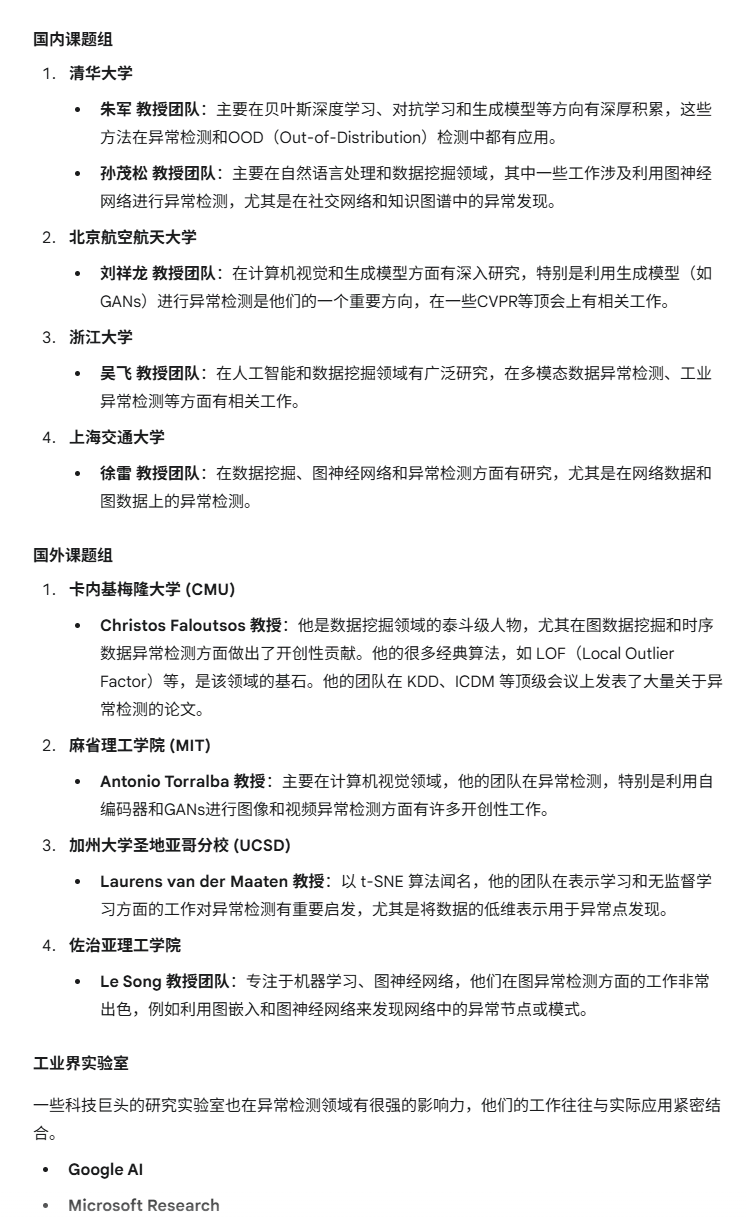 国内课题组
1. 清华大学
• 朱军 教授团队：主要在贝叶斯深度学习、对抗学习和生成模型等方向有深厚积累，这些
方法在异常检测和OOD（Out-of-Distribution）检测中都有应用。
• 孙茂松 教授团队：主要在自然语言处理和数据挖掘领域，其中一些工作涉及利用图神经
网络进行异常检测，尤其是在社交网络和知识图谱中的异常发现。
2. 北京航空航天大学
• 刘祥龙 教授团队：在计算机视觉和生成模型方面有深入研究，特别是利用生成模型（如
GANs）进行异常检测是他们的一个重要方向，在一些CVPR等顶会上有相关工作。
3. 浙江大学
• 吴飞 教授团队：在人工智能和数据挖掘领域有广泛研究，在多模态数据异常检测、工业
异常检测等方面有相关工作。
4. 上海交通大学
• 徐雷 教授团队：在数据挖掘、图神经网络和异常检测方面有研究，尤其是在网络数据和
图数据上的异常检测。
国外课题组
1. 卡内基梅隆大学 (CMU)
• Christos Faloutsos 教授：他是数据挖掘领域的泰斗级人物，尤其在图数据挖掘和时序
数据异常检测方面做出了开创性贡献。他的很多经典算法，如 LOF（Local Outlier
Factor）等，是该领域的基石。他的团队在 KDD、ICDM 等顶级会议上发表了大量关于异
常检测的论文。
2. 麻省理工学院 (MIT)
• Antonio Torralba 教授：主要在计算机视觉领域，他的团队在异常检测，特别是利用自
编码器和GANs进行图像和视频异常检测方面有许多开创性工作。
3. 加州大学圣地亚哥分校 (UCSD)
• Laurens van der Maaten 教授：以 t-SNE 算法闻名，他的团队在表示学习和无监督学
习方面的工作对异常检测有重要启发，尤其是将数据的低维表示用于异常点发现。
4. 佐治亚理工学院
• Le Song 教授团队：专注于机器学习、图神经网络，他们在图异常检测方面的工作非常
出色，例如利用图嵌入和图神经网络来发现网络中的异常节点或模式。
工业界实验室
一些科技巨头的研究实验室也在异常检测领域有很强的影响力，他们的工作往往与实际应用紧密结
合。
• Google AI
• Microsoft Research